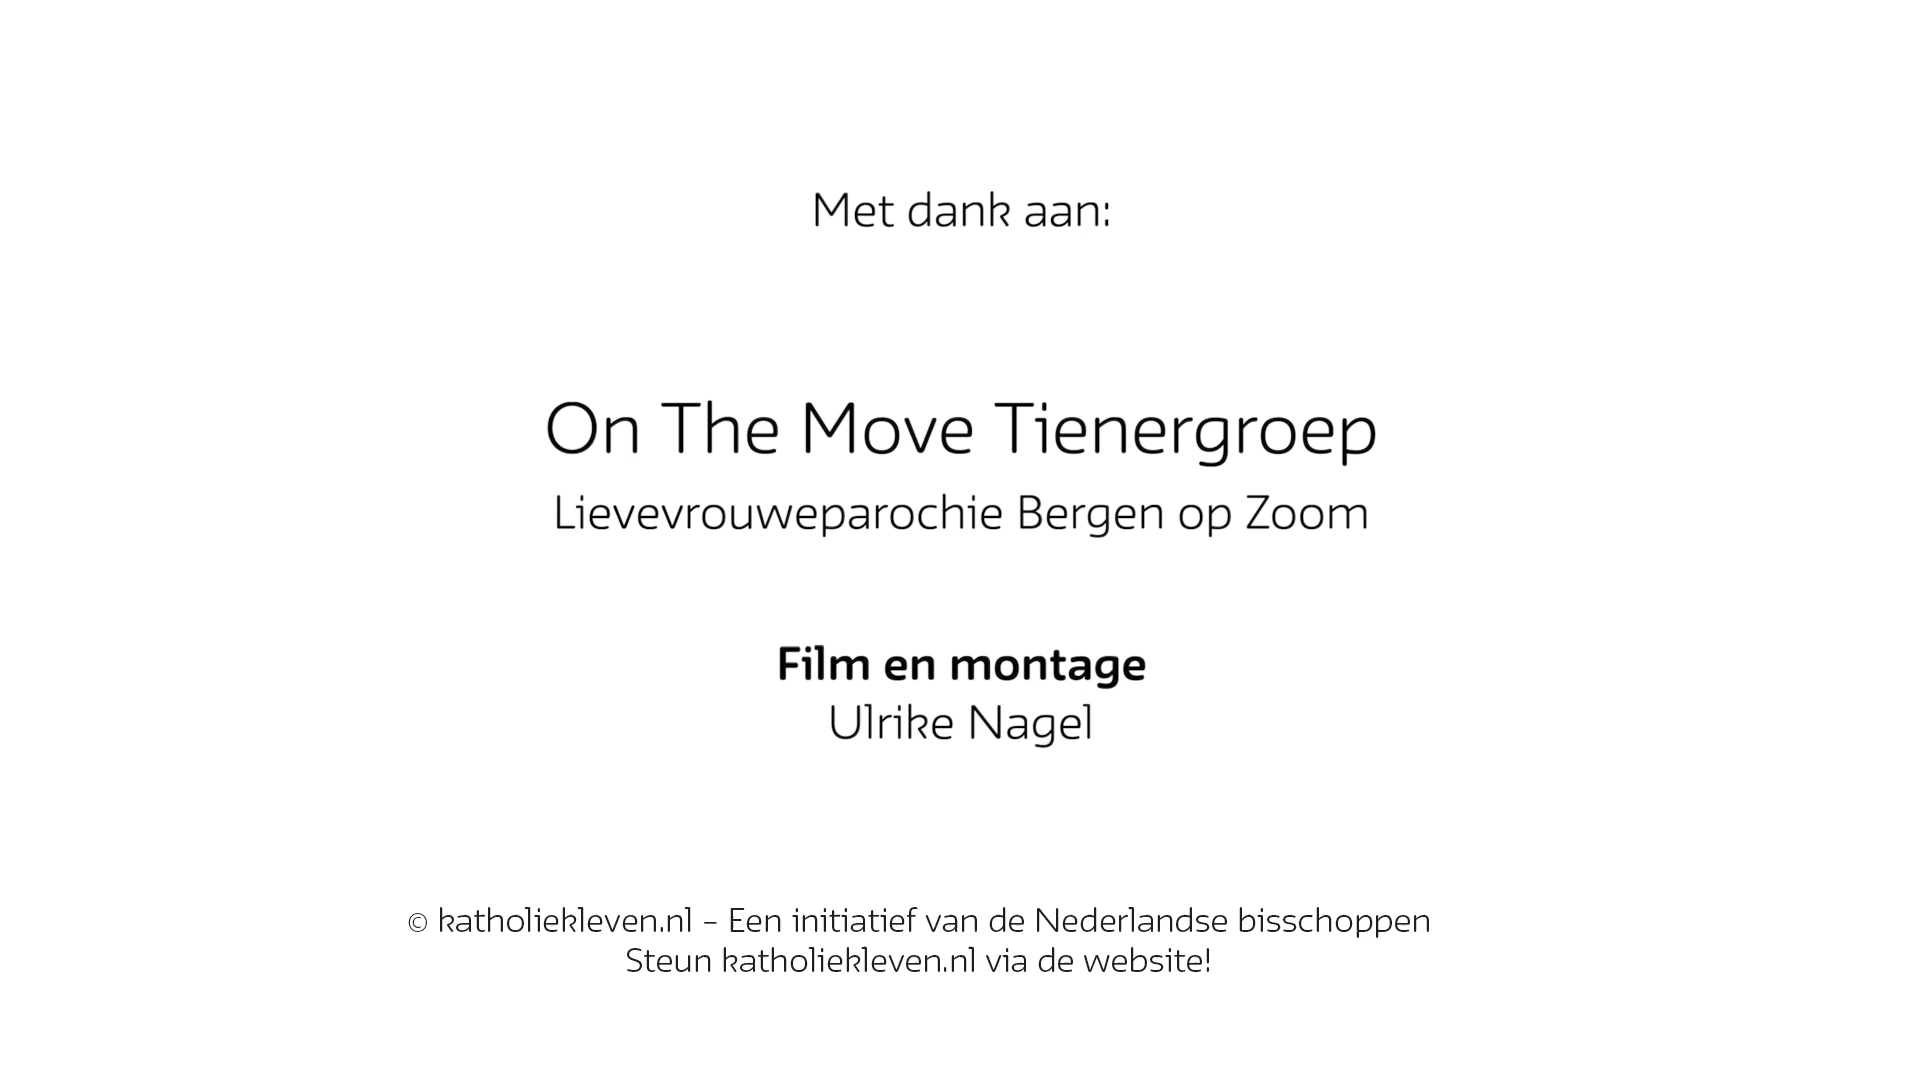 Met dank aan:
On The Move Tienergroep
Lievevrouweparochie Bergen op Zoom
Film en montage
Ulrike Nagel
© katholiekleven.nl – Een initiatief van de Nederlandse bisschoppen
Steun katholiekleven.nl via de website!